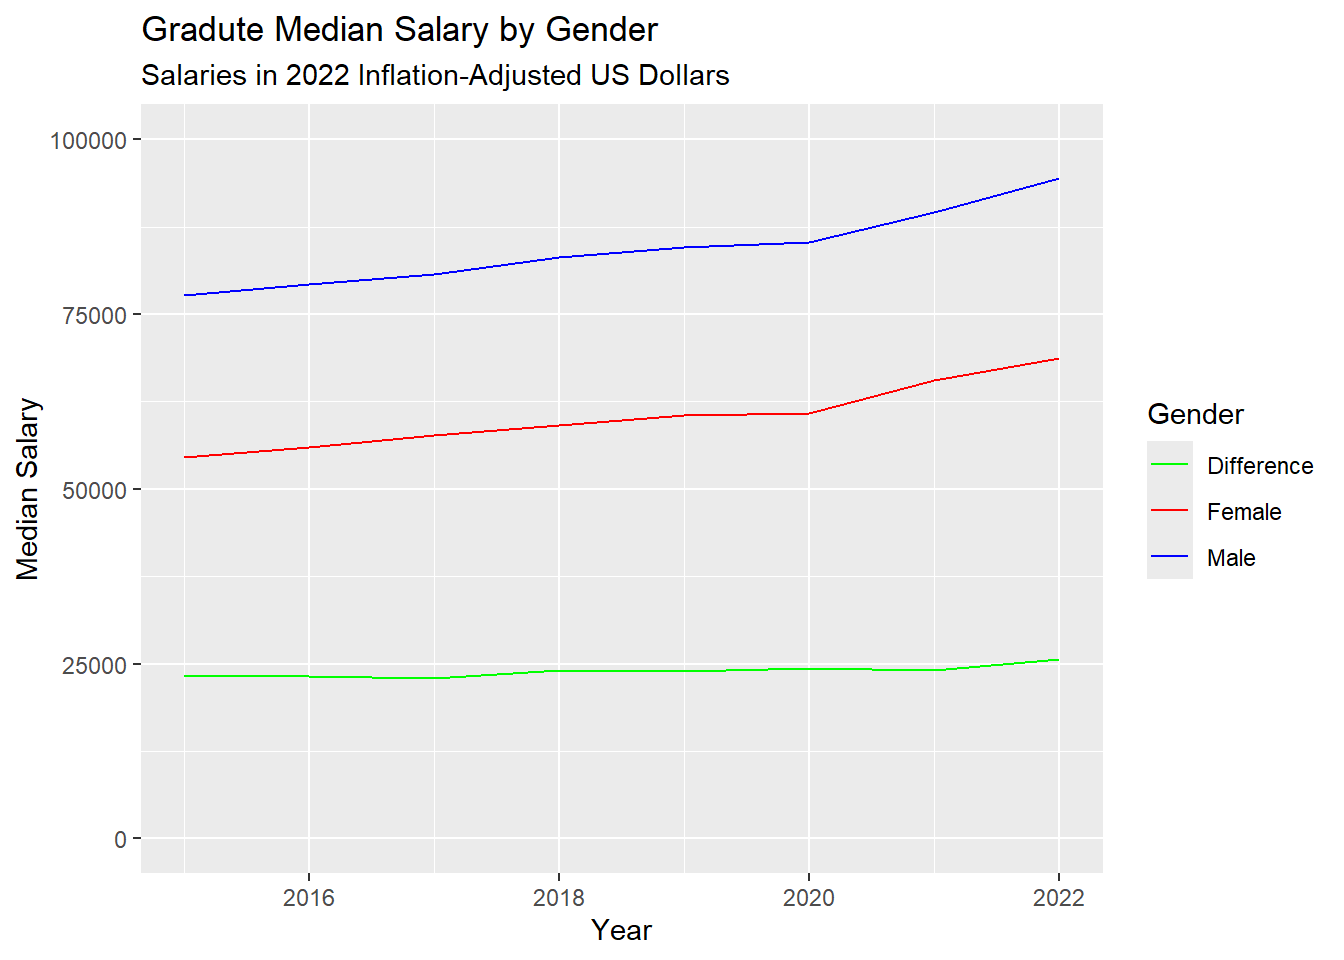 Gradute Median Salary by Gender
Salaries in 2022 Inflation-Adjusted US Dollars
100000
75000
50000
25000
0
Median Salary
2016
2018
2020
2022
Year
Gender
Difference
Female
Male